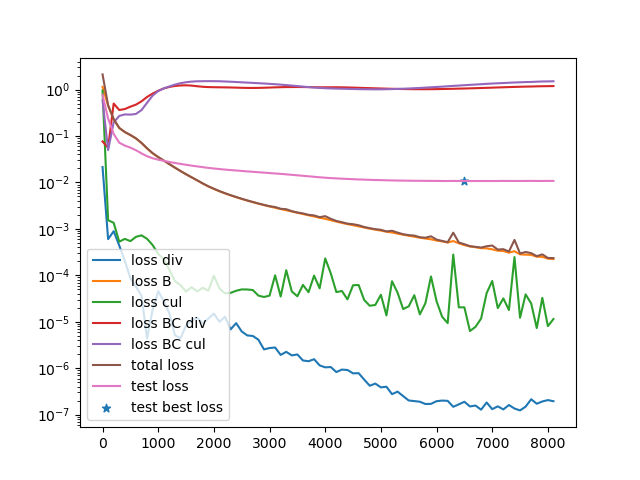 10⁰
10⁻¹
10⁻²
10⁻³
10⁻⁴
10⁻⁵
10⁻⁶
10⁻⁷
loss div
loss B
loss cul
loss BC div
loss BC cul
total loss
test loss
test best loss
0 1000 2000 3000 4000 5000 6000 7000 8000